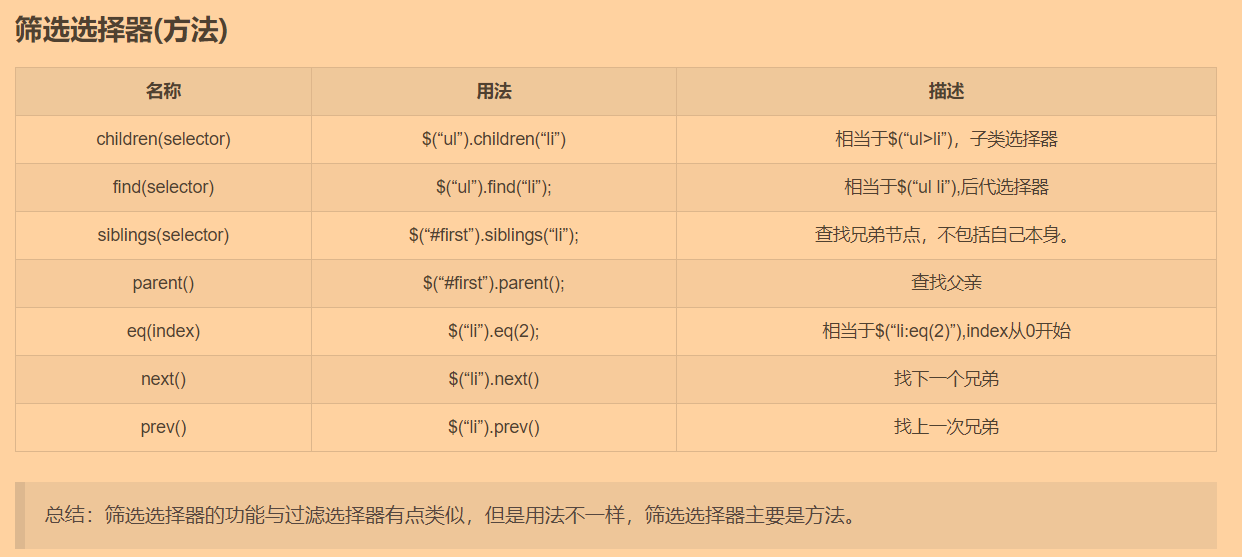 筛选选择器(方法)
名称 用法 描述
children(selector) $(“ul”).children(“li”) 相当于$(“ul>li”)，子类选择器
find(selector) $(“ul”).find(“li”); 相当于$(“ul li”),后代选择器
siblings(selector) $(“#first”).siblings(“li”); 查找兄弟节点，不包括自己本身。
parent() $(“#first”).parent(); 查找父亲
eq(index) $(“li”).eq(2); 相当于$(“li:eq(2)”),index从0开始
next() $(“li”).next() 找下一个兄弟
prev() $(“li”).prev() 找上一次兄弟
总结：筛选选择器的功能与过滤选择器有点类似，但是用法不一样，筛选选择器主要是方法。